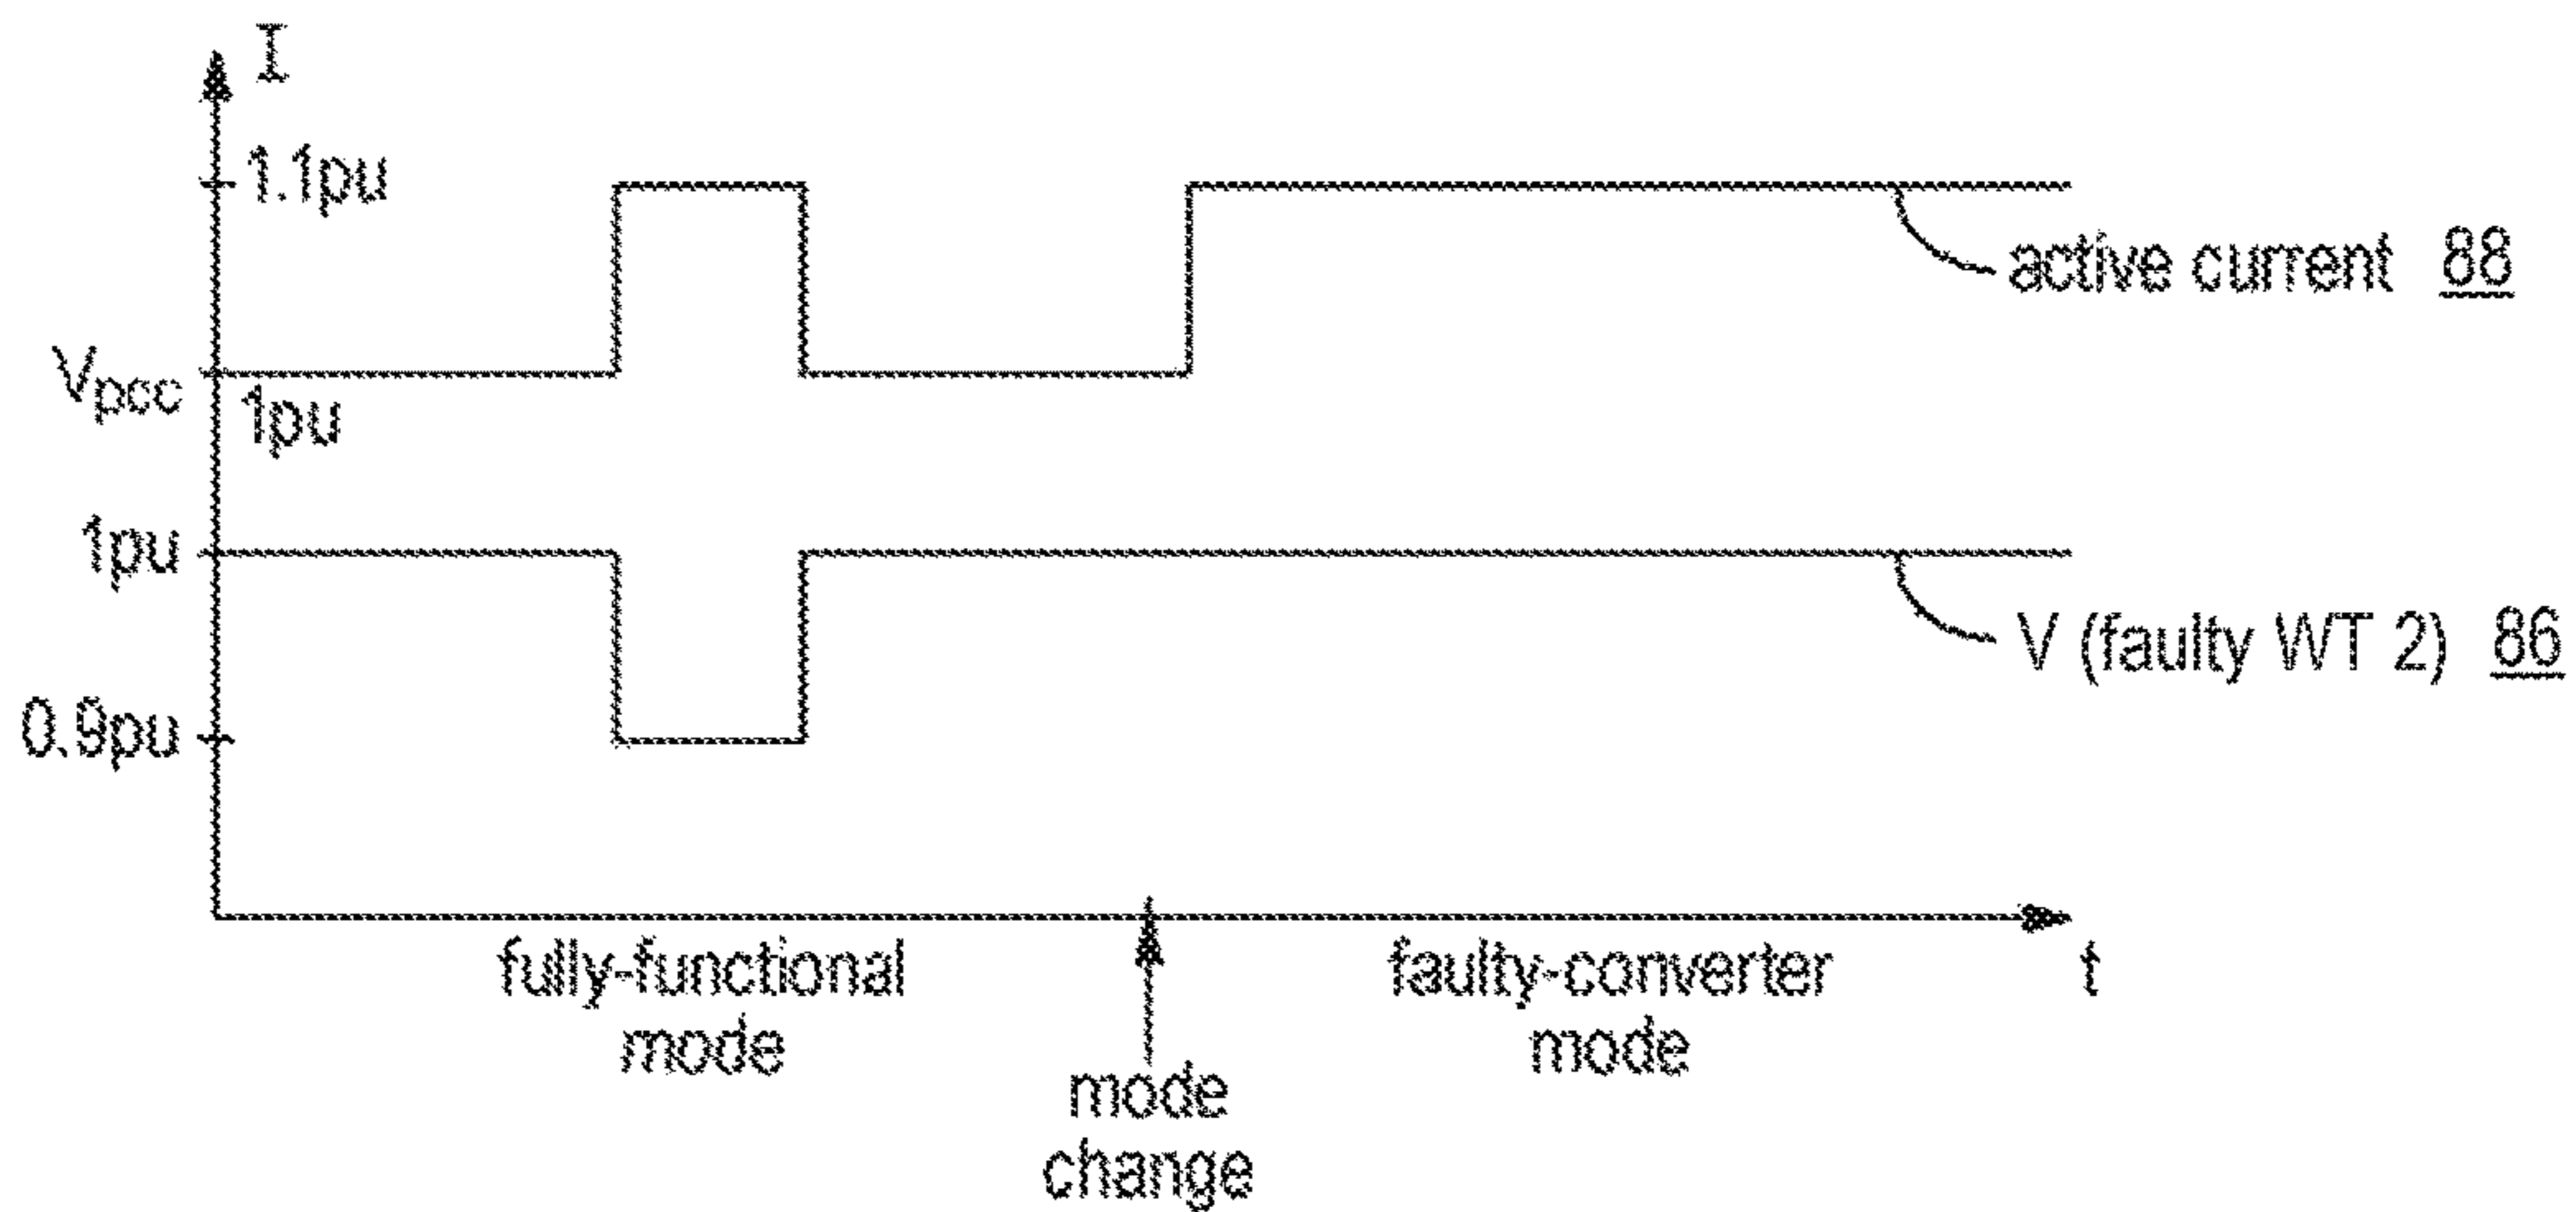 I
1.1pu
active current 88
Vpcc
1pu
1pu
V (faulty WT 2) 86
0.9pu
fully-functional
mode
faulty-converter
mode
t
mode
change